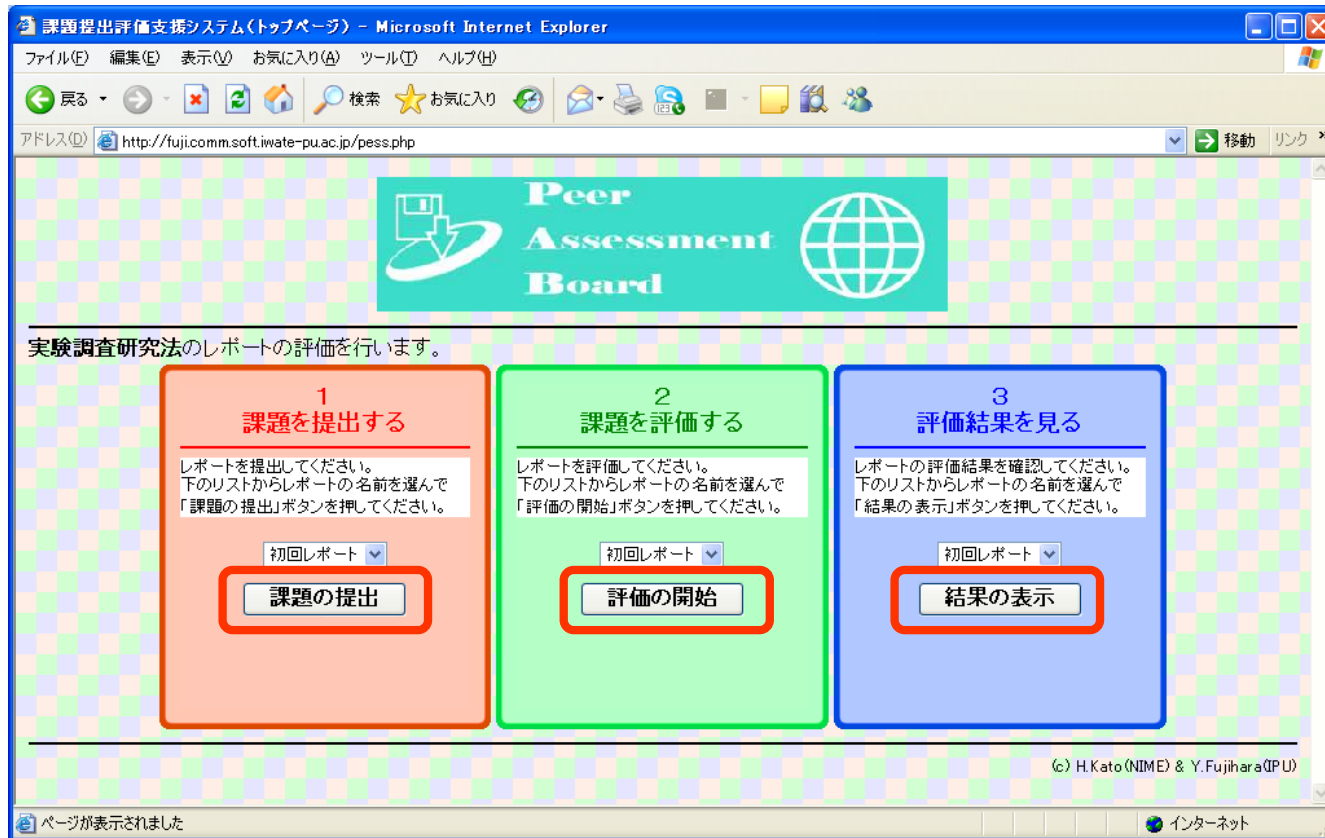 課題提出評価支援システム(トップページ) - Microsoft Internet Explorer
ファイル(F) 編集(E) 表示(V) お気に入り(A) ツール(T) ヘルプ(H)
戻る 検索 お気に入り
アドレス(D) http://fuji.comm.soft.iwate-pu.ac.jp/pess.php 移動 リンク
Peer
Assessment
Board
実験調査研究法のレポートの評価を行います。
1
課題を提出する
レポートを提出してください。
下のリストからレポートの名前を選んで
「課題の提出」ボタンを押してください。
初回レポート
課題の提出
2
課題を評価する
レポートを評価してください。
下のリストからレポートの名前を選んで
「評価の開始」ボタンを押してください。
初回レポート
評価の開始
3
評価結果を見る
レポートの評価結果を確認してください。
下のリストからレポートの名前を選んで
「結果の表示」ボタンを押してください。
初回レポート
結果の表示
(c) H.Kato(NIME) & Y.Fujihara(IPU)
ページが表示されました インターネット